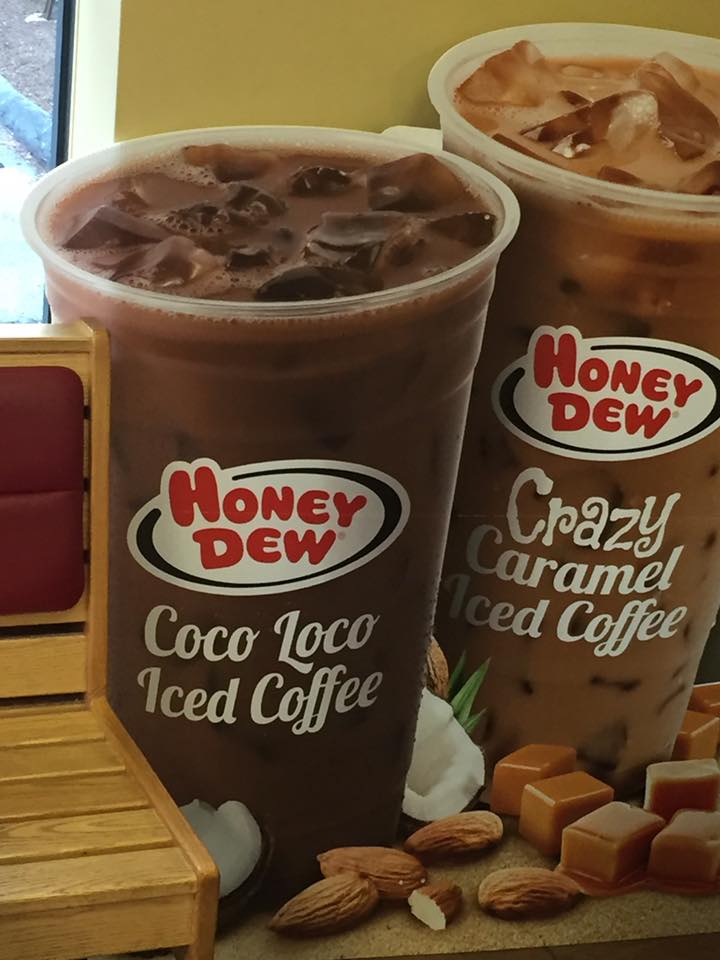 HONEY
DEW
Coco Loco
Iced Coffee
HONEY
DEW
Crazy
Caramel
Iced Coffee